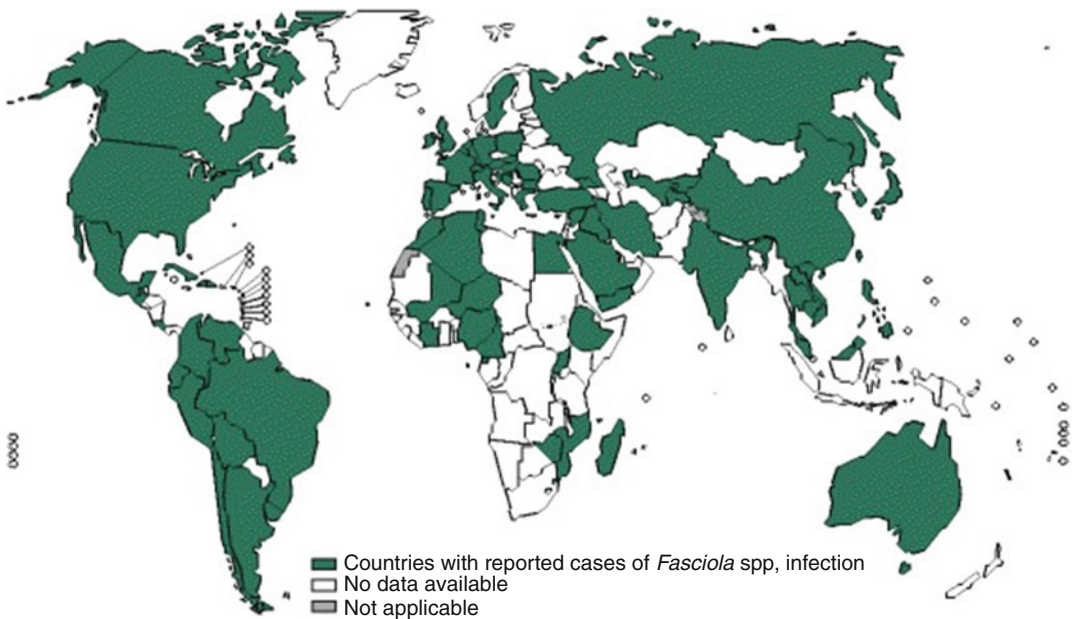 Countries with reported cases of Fasciola spp, infection
No data available
Not applicable